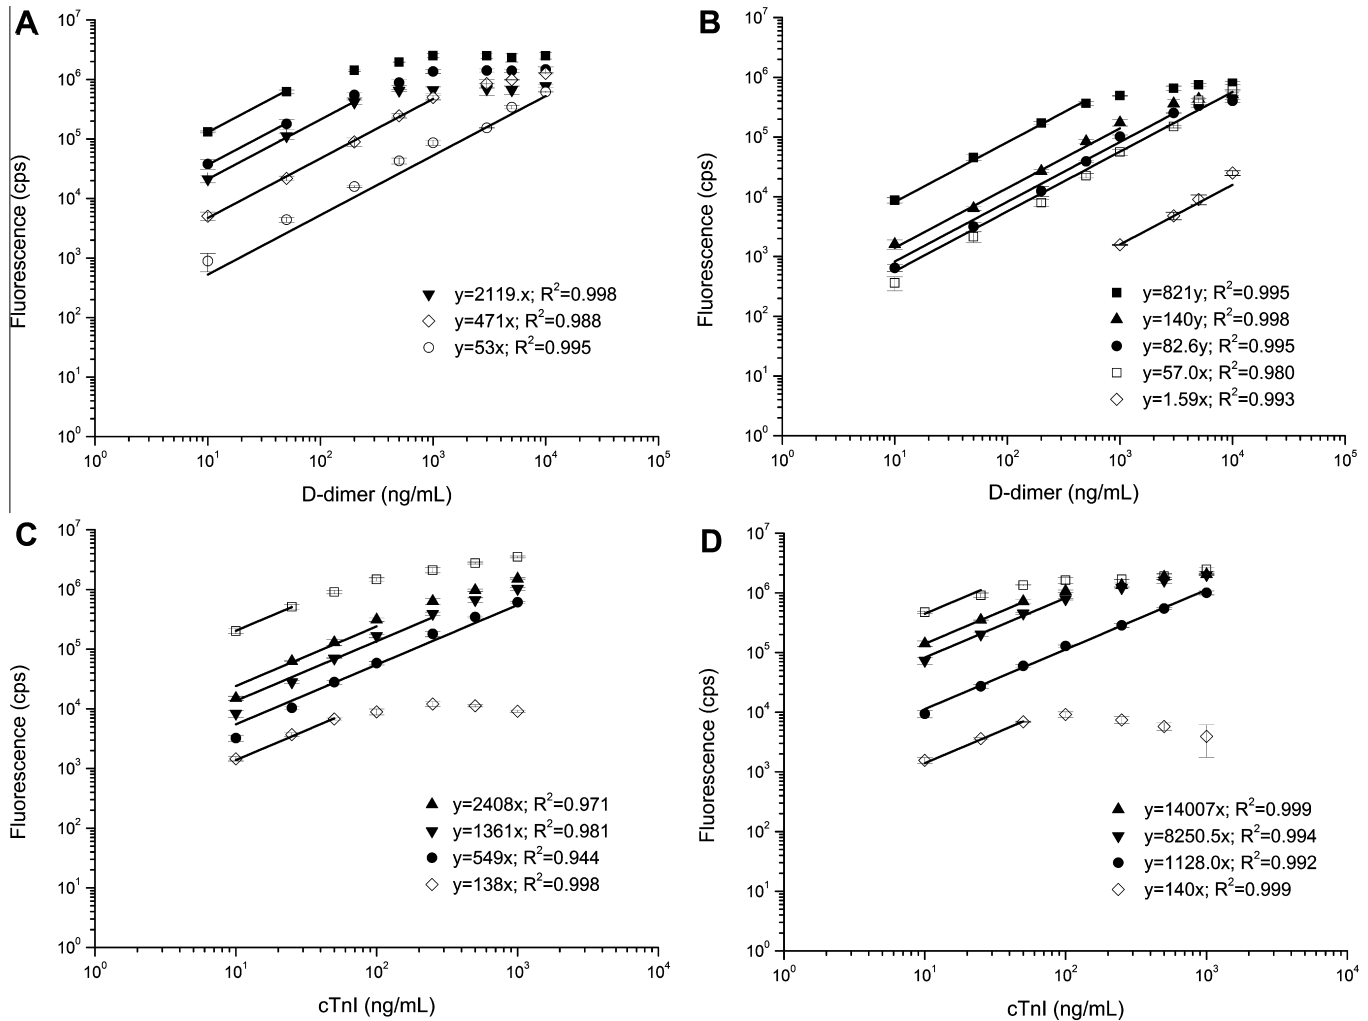 A
10^7
10^6
10^5
10^4
10^3
10^2
10^1
10^0
Fluorescence (cps)
y=2119.x; R^2=0.998
y=471x; R^2=0.988
y=53x; R^2=0.995
10^0 10^1 10^2 10^3 10^4 10^5
D-dimer (ng/mL)
B
10^7
10^6
10^5
10^4
10^3
10^2
10^1
10^0
Fluorescence (cps)
y=821y; R^2=0.995
y=140y; R^2=0.998
y=82.6y; R^2=0.995
y=57.0x; R^2=0.980
y=1.59x; R^2=0.993
10^0 10^1 10^2 10^3 10^4 10^5
D-dimer (ng/mL)
C
10^7
10^6
10^5
10^4
10^3
10^2
10^1
10^0
Fluorescence (cps)
y=2408x; R^2=0.971
y=1361x; R^2=0.981
y=549x; R^2=0.944
y=138x; R^2=0.998
10^0 10^1 10^2 10^3 10^4
cTnI (ng/mL)
D
10^7
10^6
10^5
10^4
10^3
10^2
10^1
10^0
Fluorescence (cps)
y=14007x; R^2=0.999
y=8250.5x; R^2=0.994
y=1128.0x; R^2=0.992
y=140x; R^2=0.999
10^0 10^1 10^2 10^3 10^4
cTnI (ng/mL)